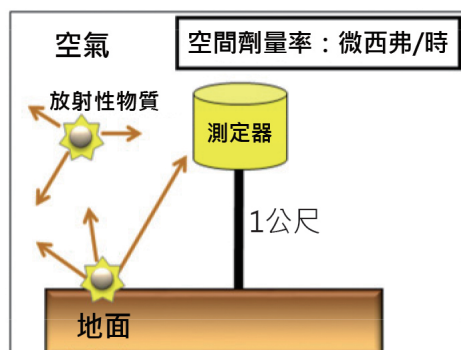 空氣
空間劑量率：微西弗/時
放射性物質
測定器
1公尺
地面